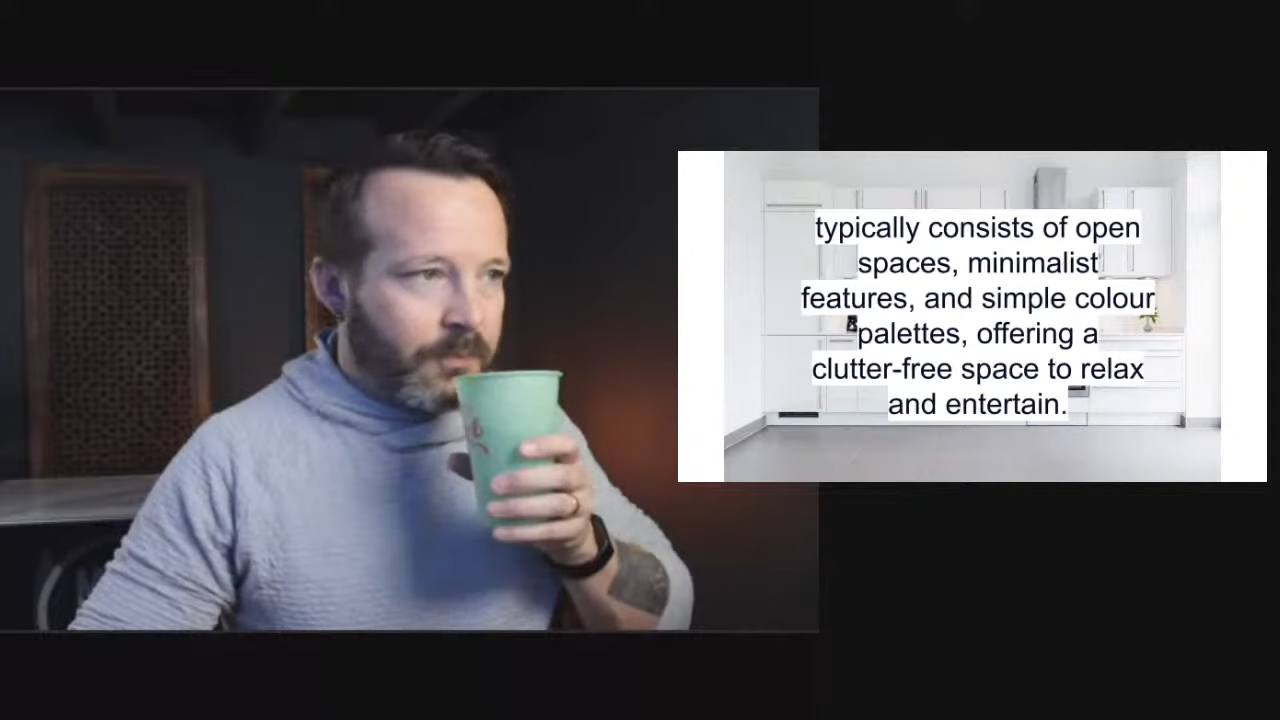 typically consists of open
spaces, minimalist
features, and simple colour
palettes, offering a
clutter-free space to relax
and entertain.